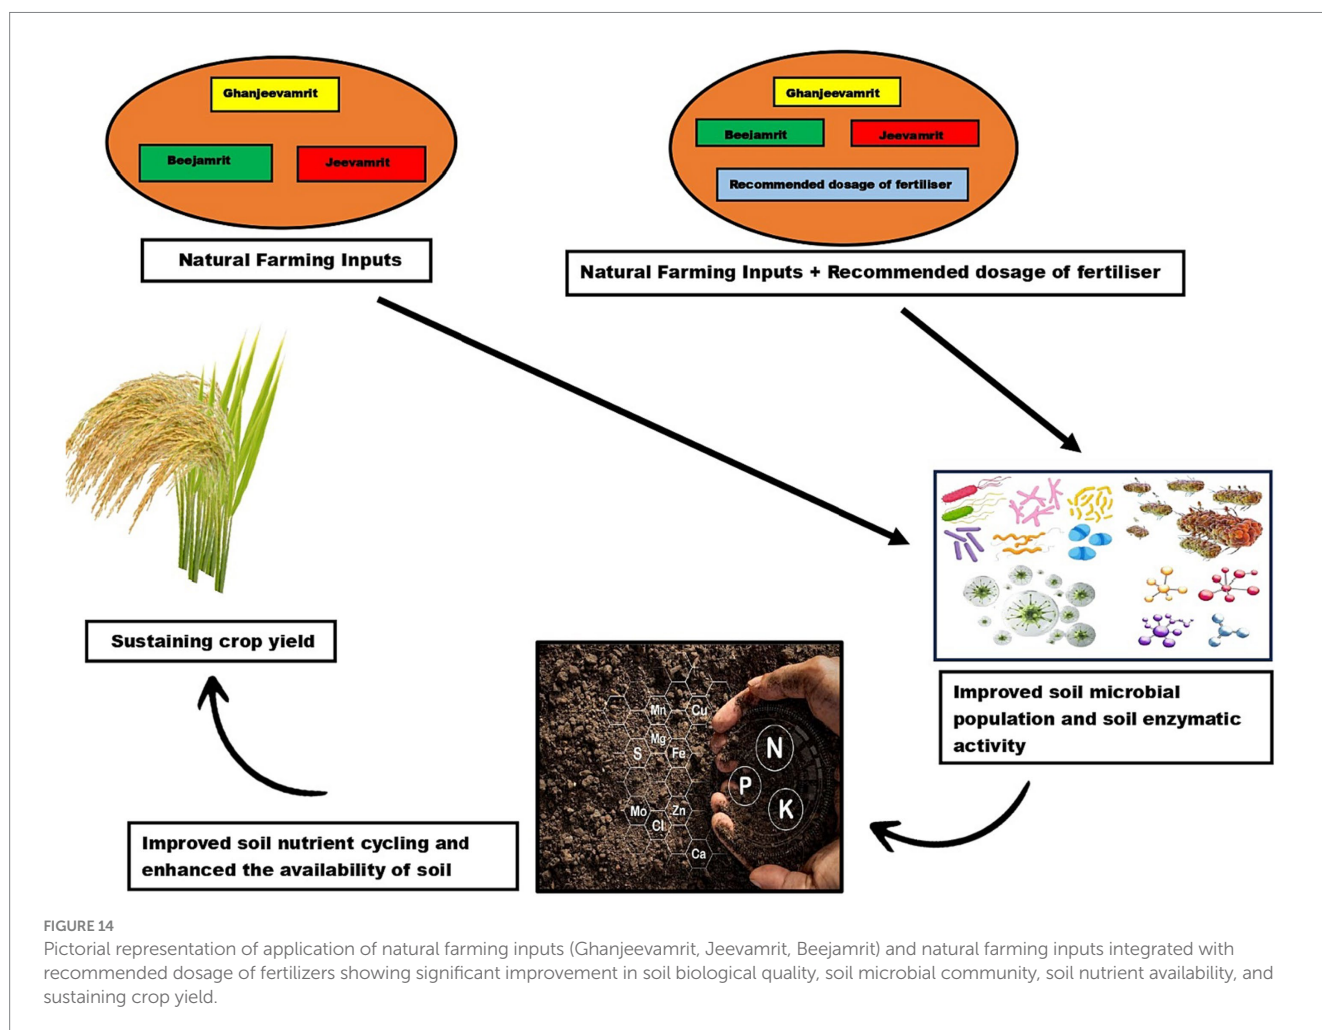 Ghanjeevamrit
Beejamrit
Jeevamrit
Natural Farming Inputs
Ghanjeevamrit
Beejamrit
Jeevamrit
Recommended dosage of fertiliser
Natural Farming Inputs + Recommended dosage of fertiliser
Improved soil microbial
population and soil enzymatic
activity
Mn
Cu
Mg
S
Fe
Mo
Zn
Cl
Ca
N
P
K
Improved soil nutrient cycling and
enhanced the availability of soil
Sustaining crop yield
FIGURE 14
Pictorial representation of application of natural farming inputs (Ghanjeevamrit, Jeevamrit, Beejamrit) and natural farming inputs integrated with
recommended dosage of fertilizers showing significant improvement in soil biological quality, soil microbial community, soil nutrient availability, and
sustaining crop yield.